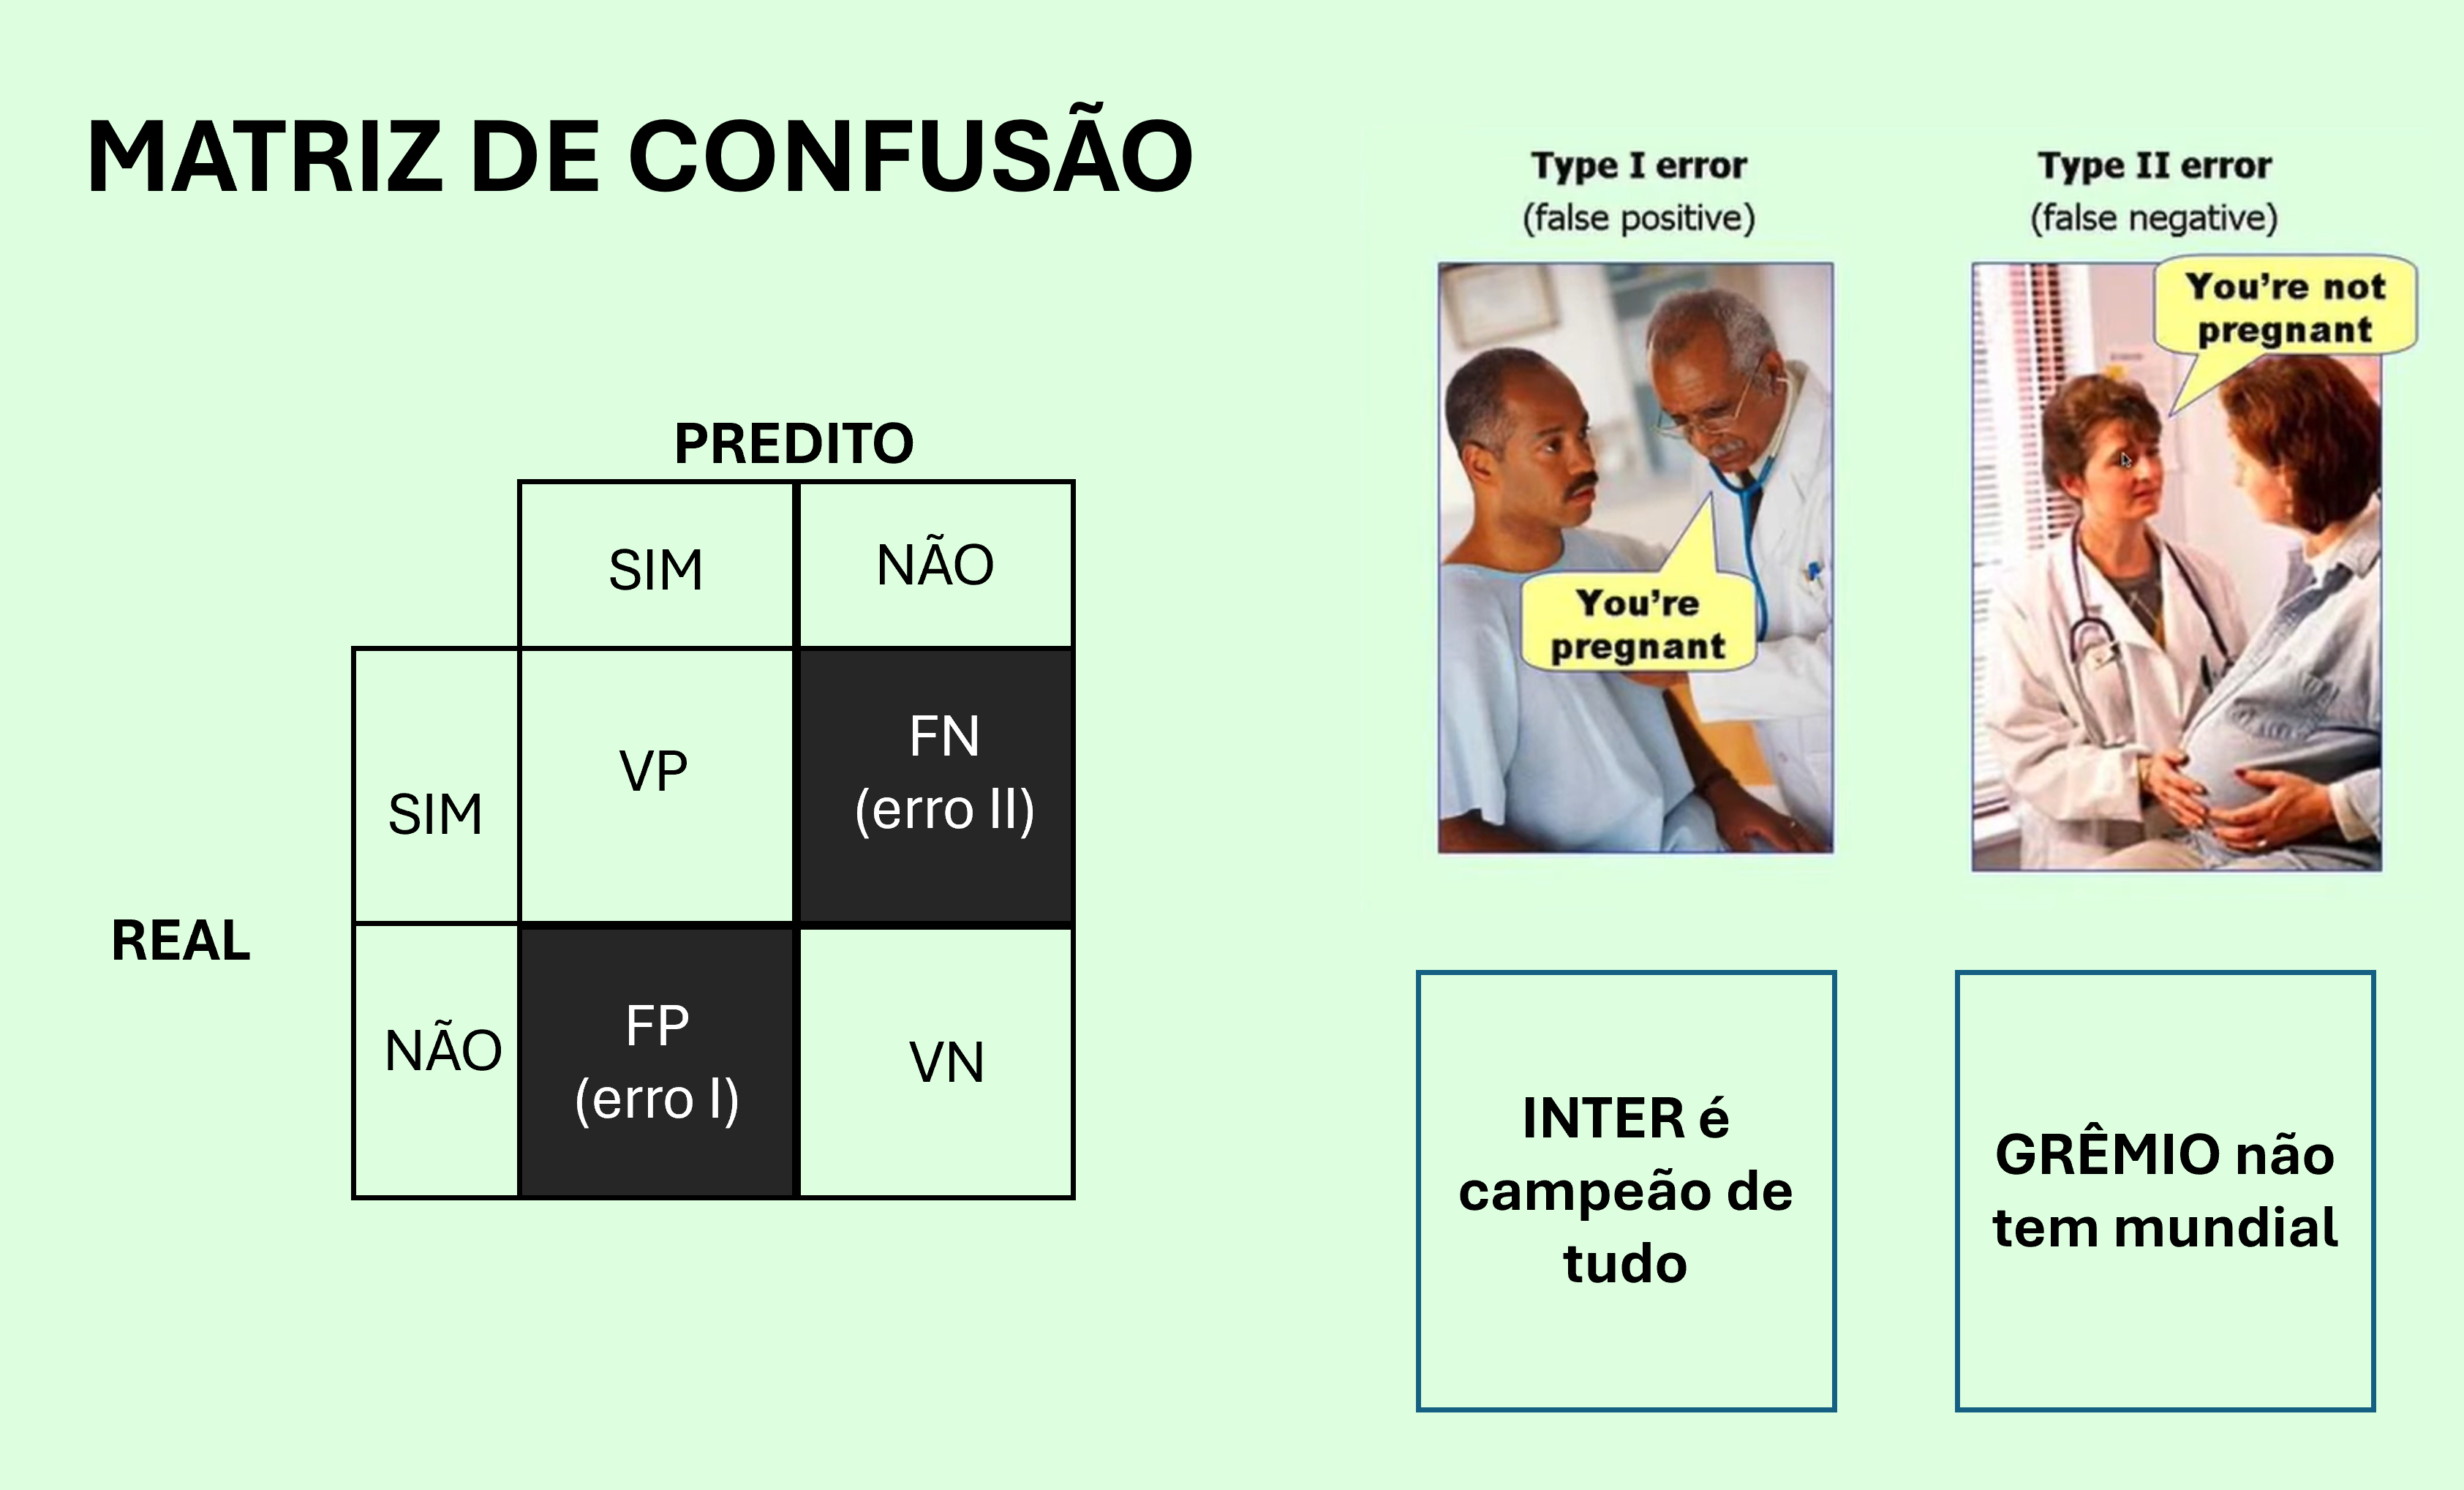 MATRIZ DE CONFUSÃO
PREDITO
SIM
NÃO
REAL
SIM
VP
FN
(erro II)
NÃO
FP
(erro I)
VN
Type I error
(false positive)
You’re
pregnant
Type II error
(false negative)
You’re not
pregnant
INTER é
campeão de
tudo
GRÊMIO não
tem mundial